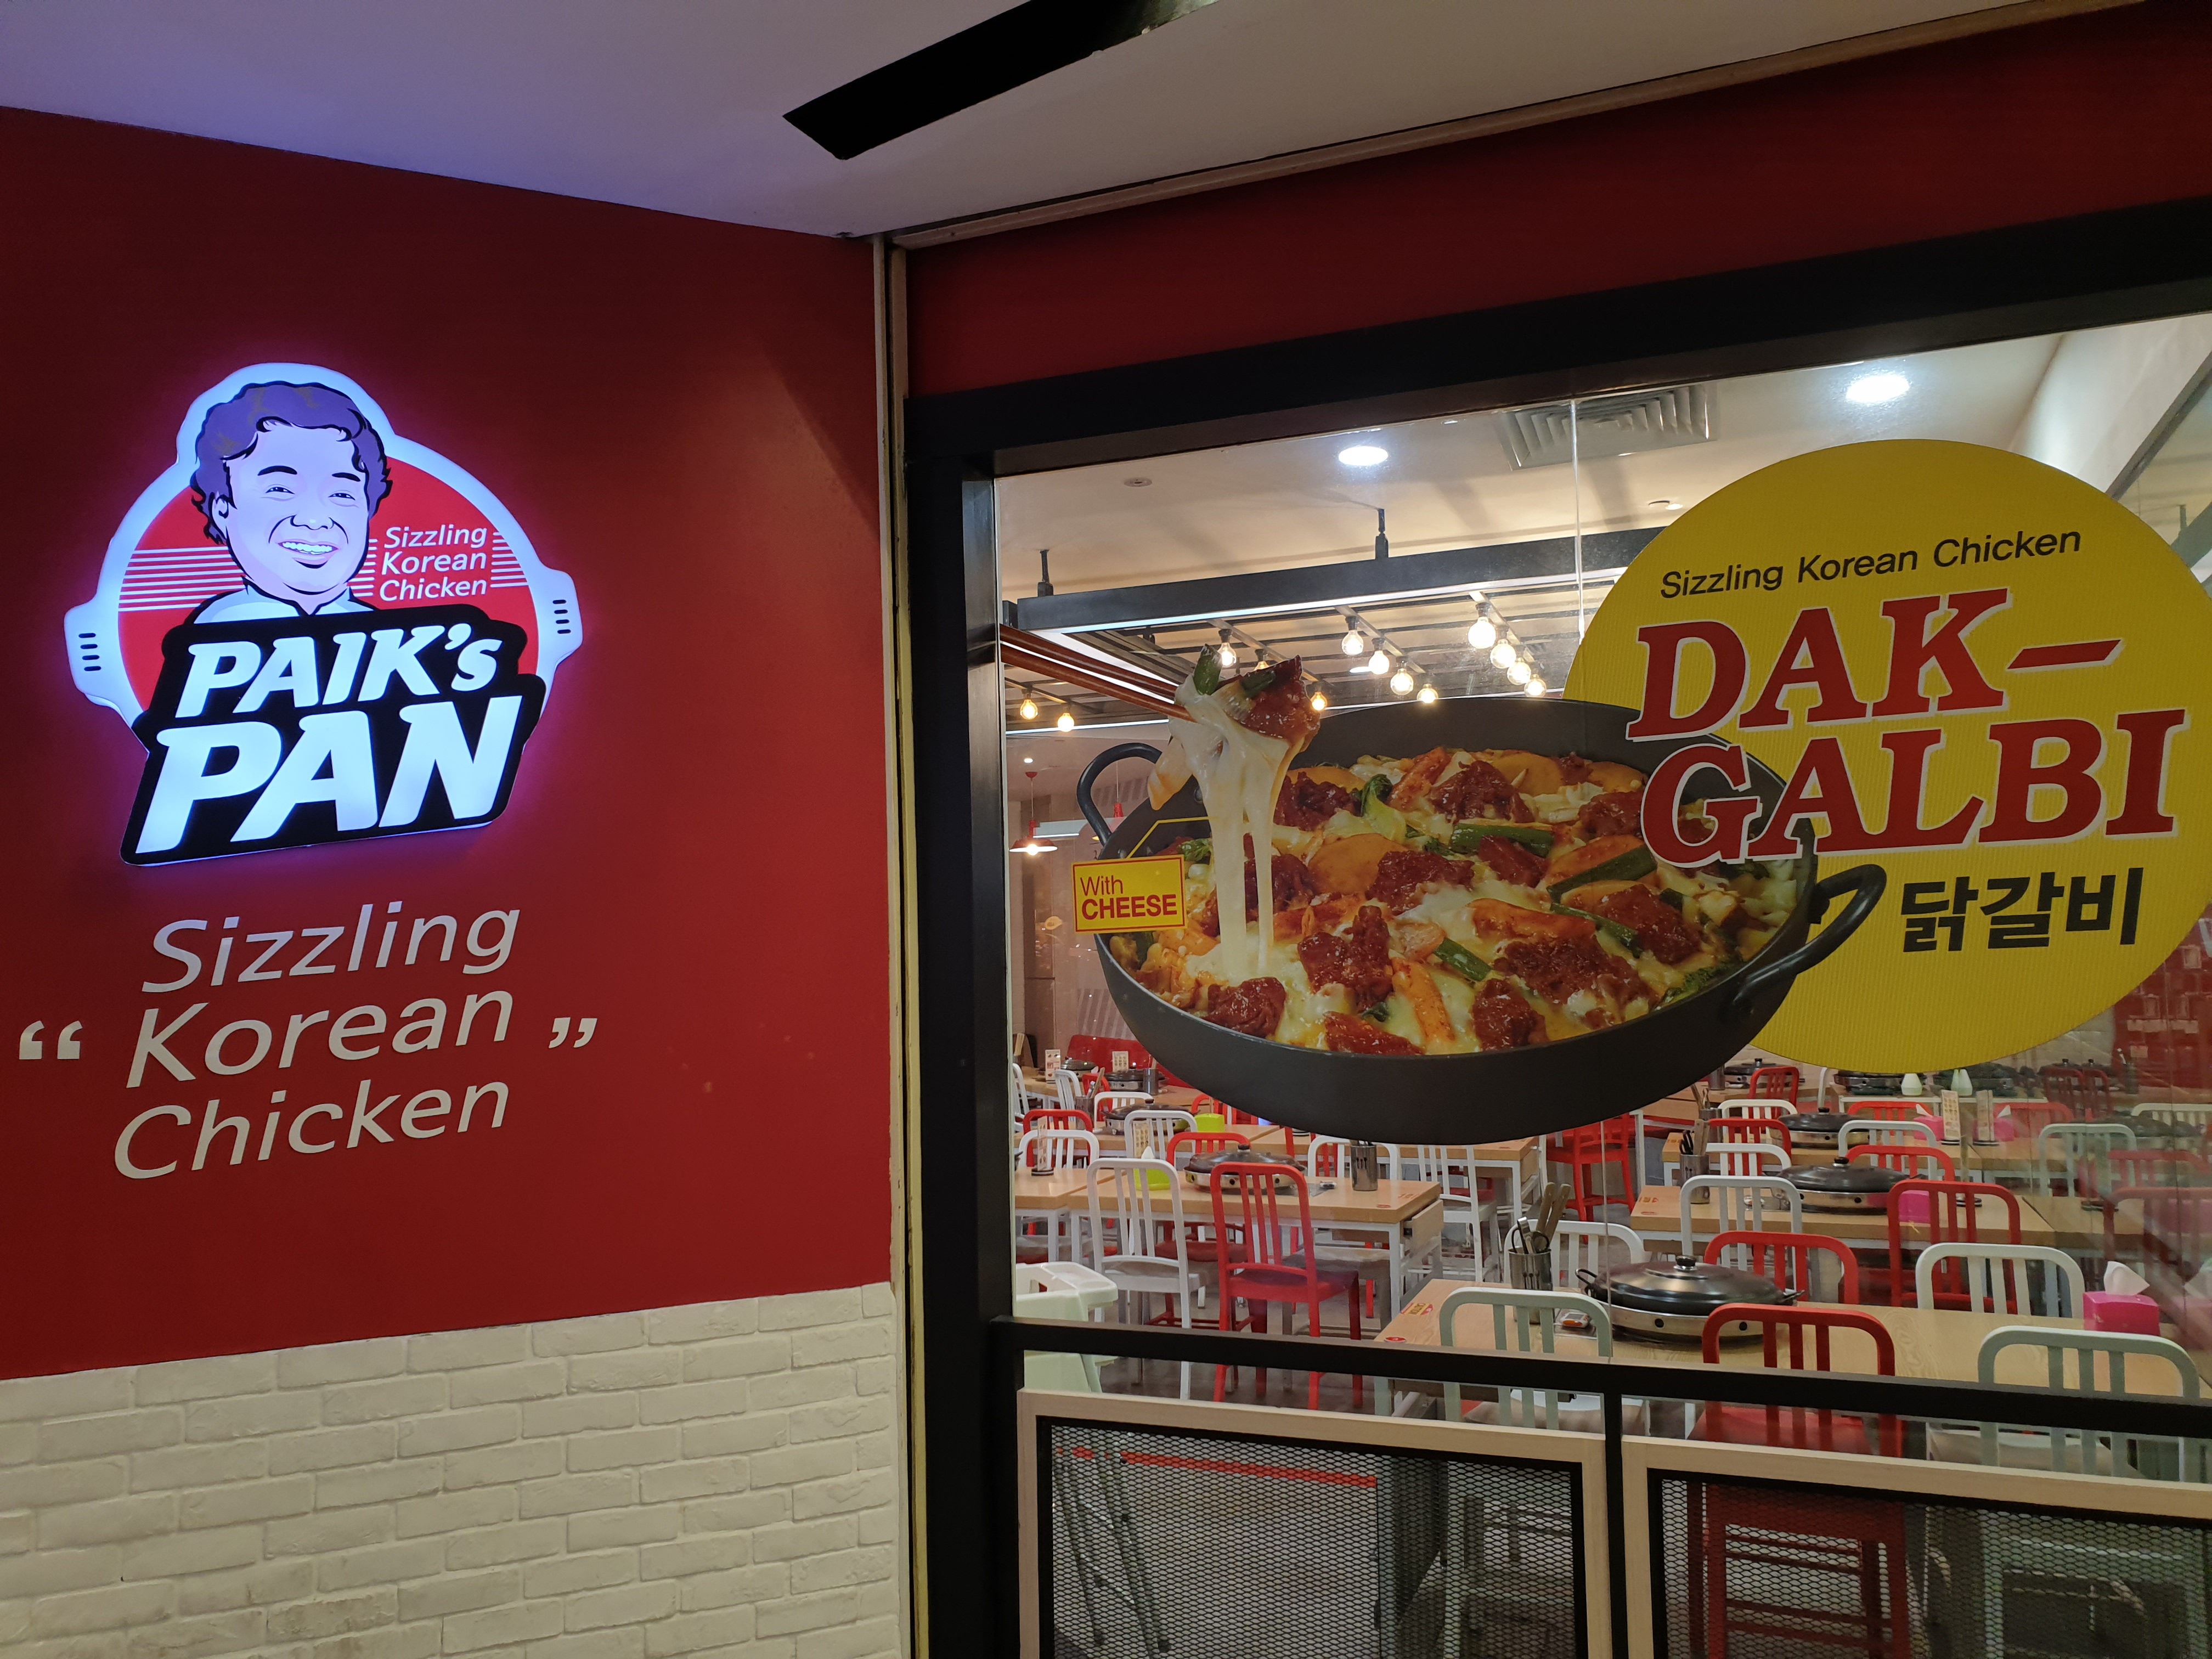 Sizzling
Korean
Chicken
PAIK's
PAN
“ Sizzling
Korean
Chicken ”
Sizzling Korean Chicken
DAK-
GALBI
닭갈비
With
CHEESE